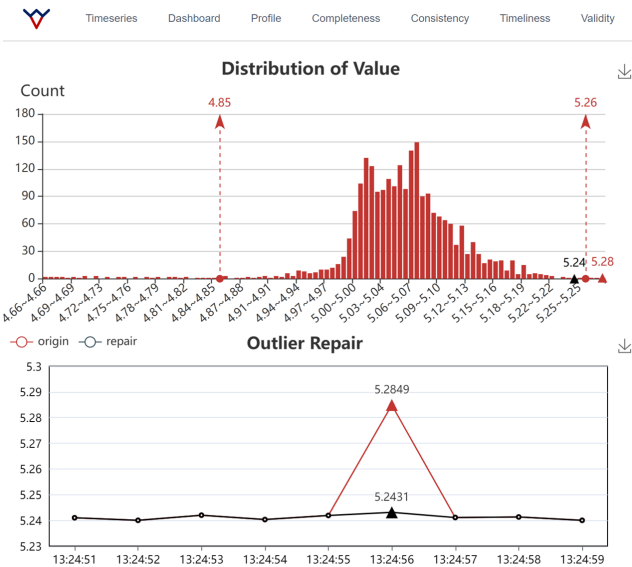 Timeseries Dashboard Profile Completeness Consistency Timeliness Validity
Distribution of Value
Count
4.85 5.26
180
150
120
90
60
30
0
5.24 5.28
4.66~4.66 4.69~4.69 4.72~4.73 4.75~4.76 4.78~4.79 4.81~4.82 4.84~4.85 4.87~4.88 4.91~4.91 4.94~4.94 4.97~4.97 5.00~5.00 5.03~5.04 5.06~5.07 5.09~5.10 5.12~5.13 5.15~5.16 5.18~5.19 5.22~5.22 5.25~5.25
origin repair
Outlier Repair
5.3
5.29
5.28
5.27
5.26
5.25
5.24
5.23
5.2849
5.2431
13:24:51 13:24:52 13:24:53 13:24:54 13:24:55 13:24:56 13:24:57 13:24:58 13:24:59